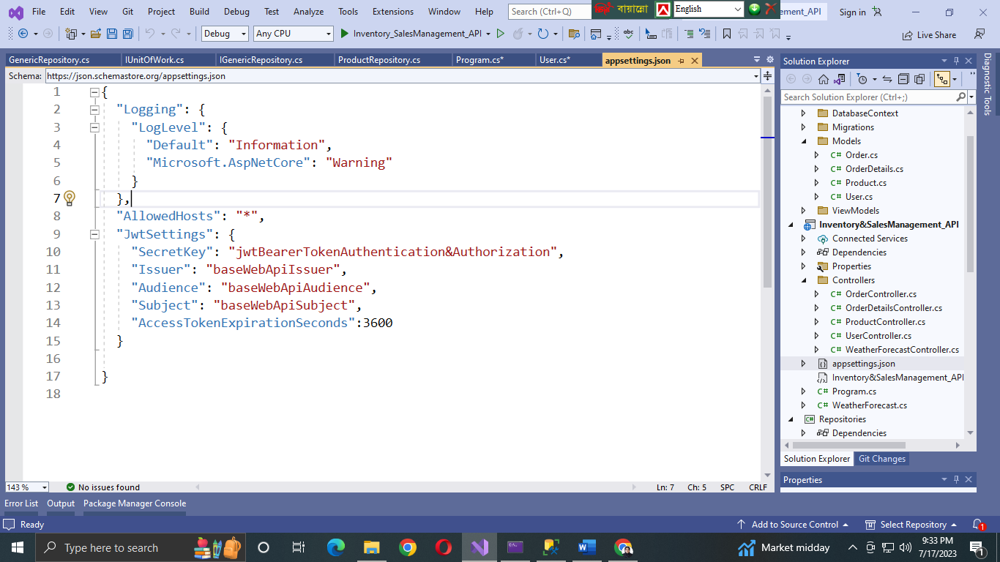 File Edit View Git Project Build Debug Test Analyze Tools Extensions Window Help Search (Ctrl+Q) বায়ান্নো English ement_API Sign in
Debug Any CPU Inventory_SalesManagement_API Live Share
GenericRepository.cs IUnitOfWork.cs IGenericRepository.cs ProductRepository.cs Program.cs* User.cs* appsettings.json
Schema: https://json.schemastore.org/appsettings.json
1 {
2 "Logging": {
3 "LogLevel": {
4 "Default": "Information",
5 "Microsoft.AspNetCore": "Warning"
6 }
7 },
8 "AllowedHosts": "*",
9 "JwtSettings": {
10 "SecretKey": "jwtBearerTokenAuthentication&Authorization",
11 "Issuer": "baseWebApiIssuer",
12 "Audience": "baseWebApiAudience",
13 "Subject": "baseWebApiSubject",
14 "AccessTokenExpirationSeconds":3600
15 }
16
17 }
18
143 % No issues found Ln: 7 Ch: 5 SPC CRLF
Solution Explorer
Search Solution Explorer (Ctrl+;)
DatabaseContext
Migrations
Models
C# Order.cs
C# OrderDetails.cs
C# Product.cs
C# User.cs
ViewModels
Inventory&SalesManagement_API
Connected Services
Dependencies
Properties
Controllers
C# OrderController.cs
C# OrderDetailsController.cs
C# ProductController.cs
C# UserController.cs
C# WeatherForecastController.cs
appsettings.json
Inventory&SalesManagement_API
C# Program.cs
C# WeatherForecast.cs
C# Repositories
Dependencies
Solution Explorer Git Changes
Properties
Diagnostic Tools
Error List Output Package Manager Console
Ready Add to Source Control Select Repository 1
Type here to search Market midday 9:33 PM
7/17/2023
1